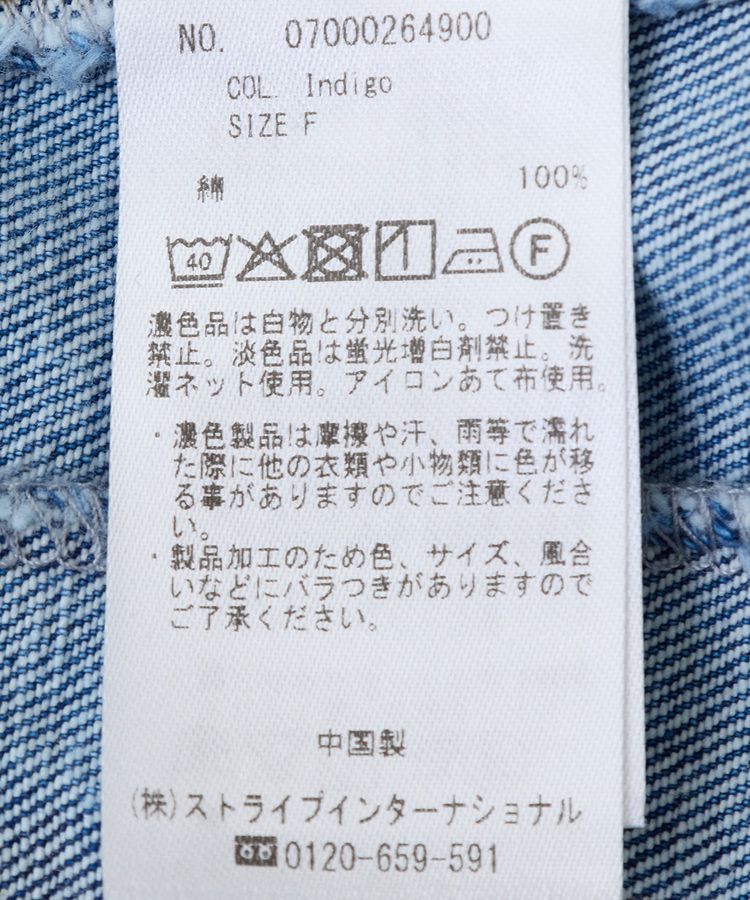 NO. 07000264900
COL. Indigo
SIZE F
綿 100%
40 F
濃色品は白物と分別洗い。つけ置き
禁止。淡色品は蛍光増白剤禁止。洗
濯ネット使用。アイロンあて布使用。
・濃色製品は摩擦や汗、雨等で濡れ
た際に他の衣類や小物類に色が移
る事がありますのでご注意くださ
い。
・製品加工のため色、サイズ、風合
いなどにバラつきがありますので
ご了承ください。
中国製
(株)ストライプインターナショナル
0120-659-591